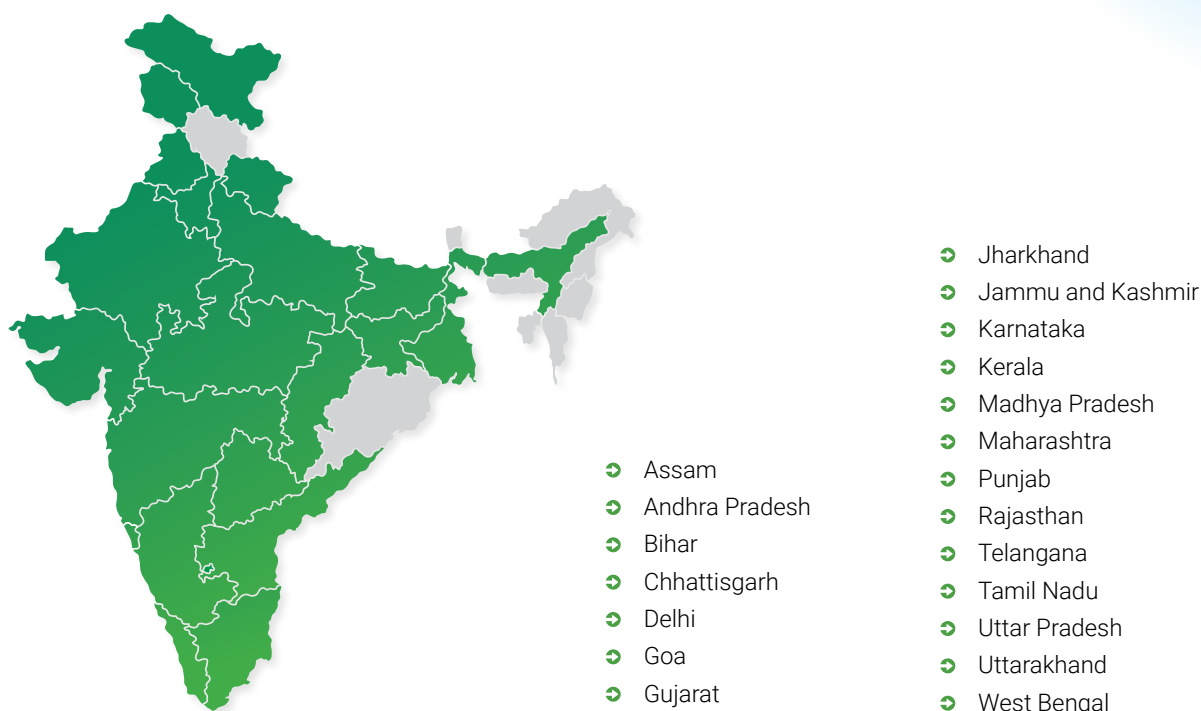 Assam
Andhra Pradesh
Bihar
Chhattisgarh
Delhi
Goa
Gujarat
Jharkhand
Jammu and Kashmir
Karnataka
Kerala
Madhya Pradesh
Maharashtra
Punjab
Rajasthan
Telangana
Tamil Nadu
Uttar Pradesh
Uttarakhand
West Bengal